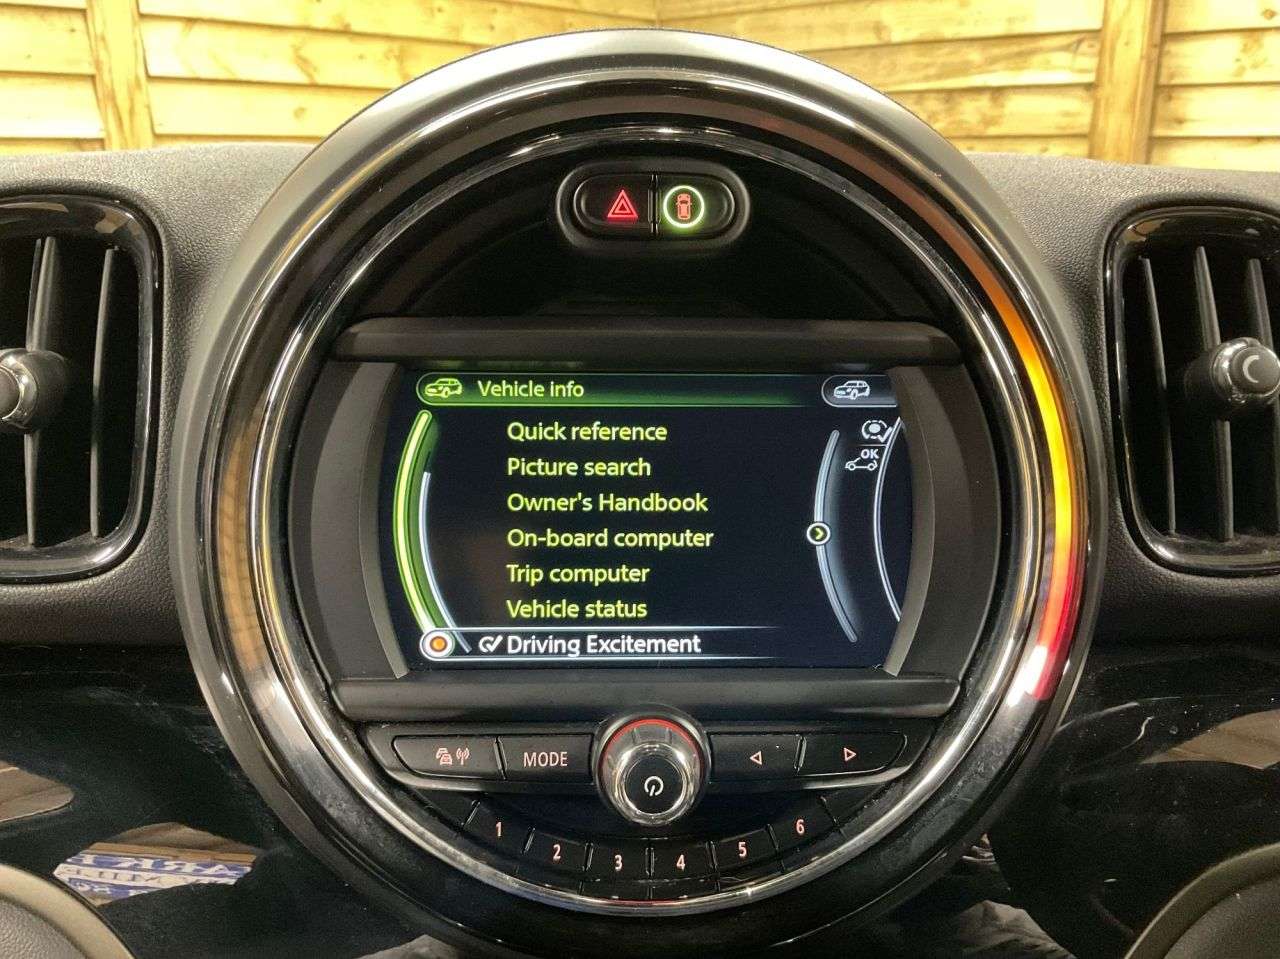 Vehicle info
Quick reference
Picture search
Owner's Handbook
On-board computer
Trip computer
Vehicle status
Driving Excitement
OK
MODE
1
2
3
4
5
6